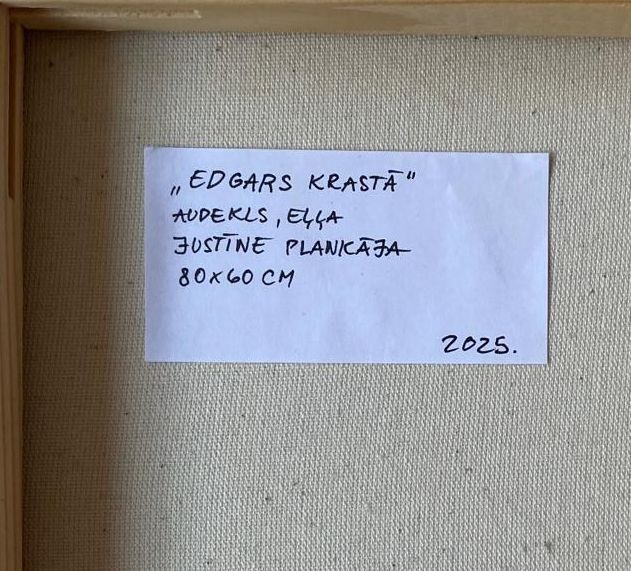 „EDGARS KRASTĀ"
AUDEKLS, EĻĻA
JUSTĪNE PLANKĀJA
80x60 CM
2025.